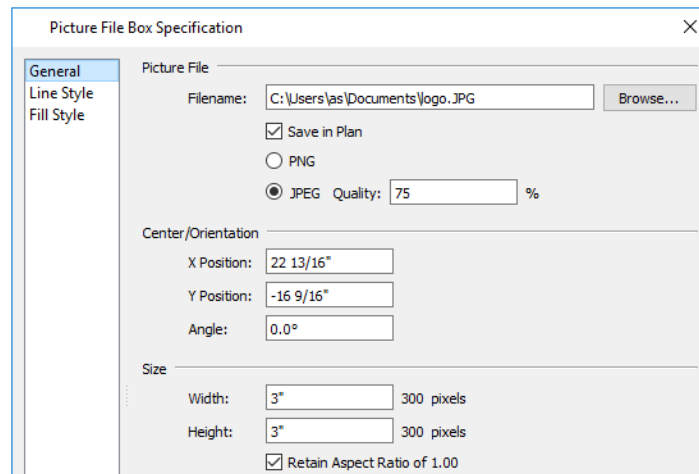 Picture File Box Specification
General
Line Style
Fill Style
Picture File
Filename: C:\Users\as\Documents\logo.JPG Browse...
Save in Plan
PNG
JPEG Quality: 75 %
Center/Orientation
X Position: 22 13/16"
Y Position: -16 9/16"
Angle: 0.0°
Size
Width: 3" 300 pixels
Height: 3" 300 pixels
Retain Aspect Ratio of 1.00